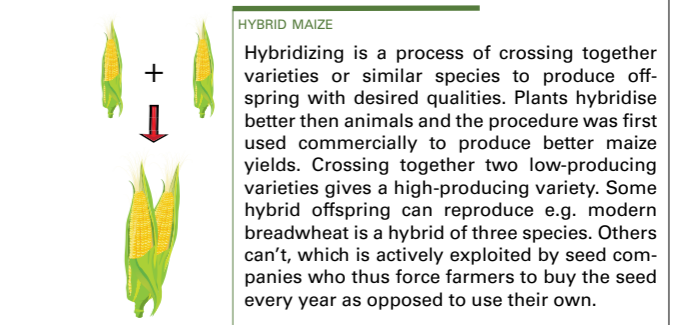 HYBRID MAIZE
Hybridizing is a process of crossing together
varieties or similar species to produce off-
spring with desired qualities. Plants hybridise
better then animals and the procedure was first
used commercially to produce better maize
yields. Crossing together two low-producing
varieties gives a high-producing variety. Some
hybrid offspring can reproduce e.g. modern
breadwheat is a hybrid of three species. Others
can't, which is actively exploited by seed com-
panies who thus force farmers to buy the seed
every year as opposed to use their own.
+